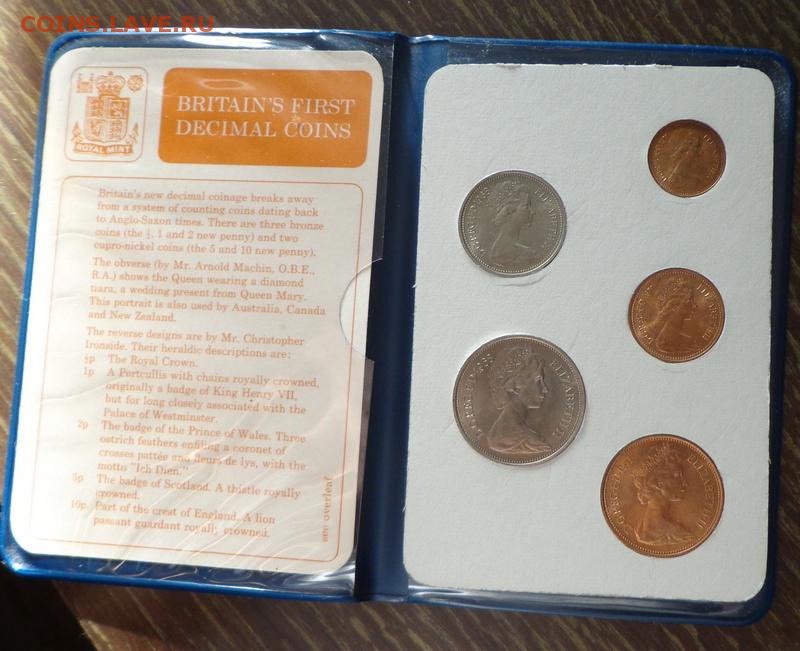 COINS.LAVE.RU
ROYAL MINT
BRITAIN'S FIRST
DECIMAL COINS
Britain's new decimal coinage breaks away
from a system of counting coins dating back
to Anglo-Saxon times. There are three bronze
coins (the ½, 1 and 2 new penny) and two
cupro-nickel coins (the 5 and 10 new penny).
The obverse (by Mr. Arnold Machin, O.B.E.,
R.A.) shows the Queen wearing a diamond
tiara, a wedding present from Queen Mary.
This portrait is also used by Australia, Canada
and New Zealand.
The reverse designs are by Mr. Christopher
Ironside. Their heraldic descriptions are;
½p The Royal Crown.
1p A Portcullis with chains royally crowned,
originally a badge of King Henry VII,
but for long closely associated with the
Palace of Westminster.
2p The badge of the Prince of Wales. Three
ostrich feathers enfiling a coronet of
crosses pattée and fleurs de lys, with the
motto "Ich Dien."
5p The badge of Scotland. A thistle royally
crowned.
10p Part of the crest of England. A lion
passant guardant royally crowned.
see overleaf
D·G·REG·F·D·1968 ELIZABETH·II
ELIZABETH·II
ELIZABETH·II